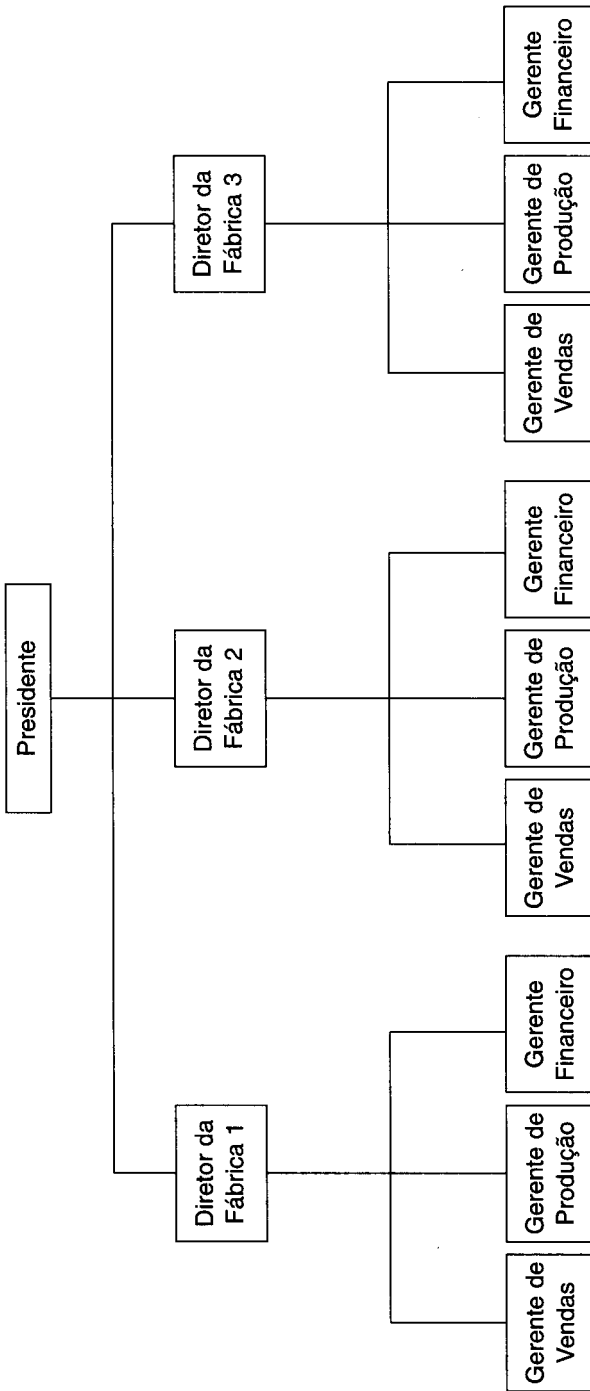 Presidente
Diretor da
Fábrica 1
Diretor da
Fábrica 2
Diretor da
Fábrica 3
Gerente de
Vendas
Gerente de
Produção
Gerente
Financeiro
Gerente de
Vendas
Gerente de
Produção
Gerente
Financeiro
Gerente de
Vendas
Gerente de
Produção
Gerente
Financeiro